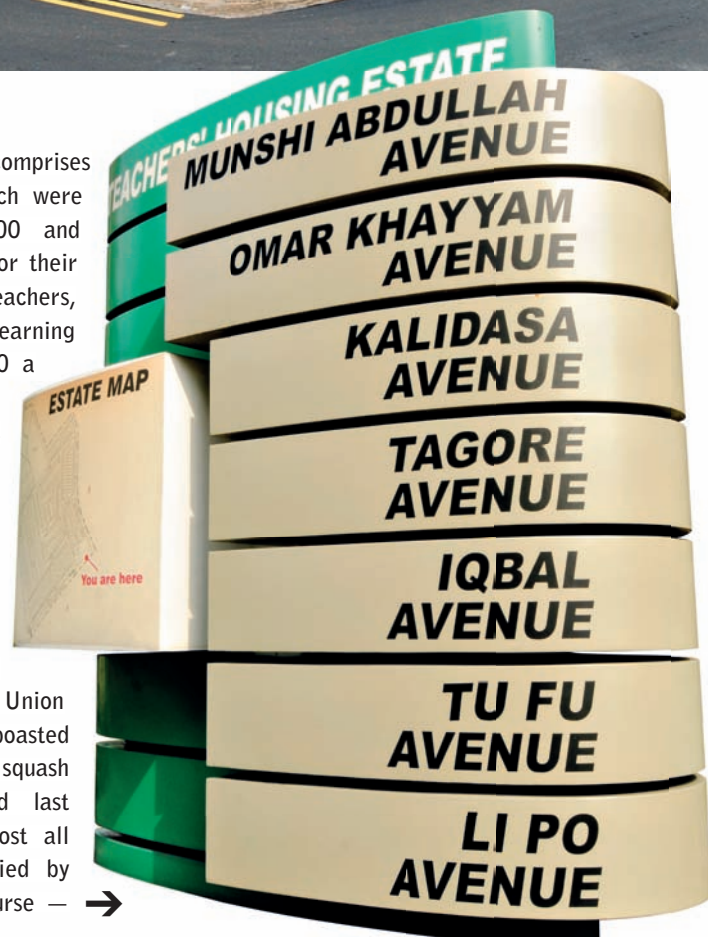 omprises
ch were
00 and
or their
eachers,
earning
0 a
Union
boasted
squash
d last
ost all
ied by
urse — →
TEACHERS' HOUSING ESTATE
MUNSHI ABDULLAH
AVENUE
OMAR KHAYYAM
AVENUE
KALIDASA
AVENUE
TAGORE
AVENUE
IQBAL
AVENUE
TU FU
AVENUE
LI PO
AVENUE
ESTATE MAP
You are here